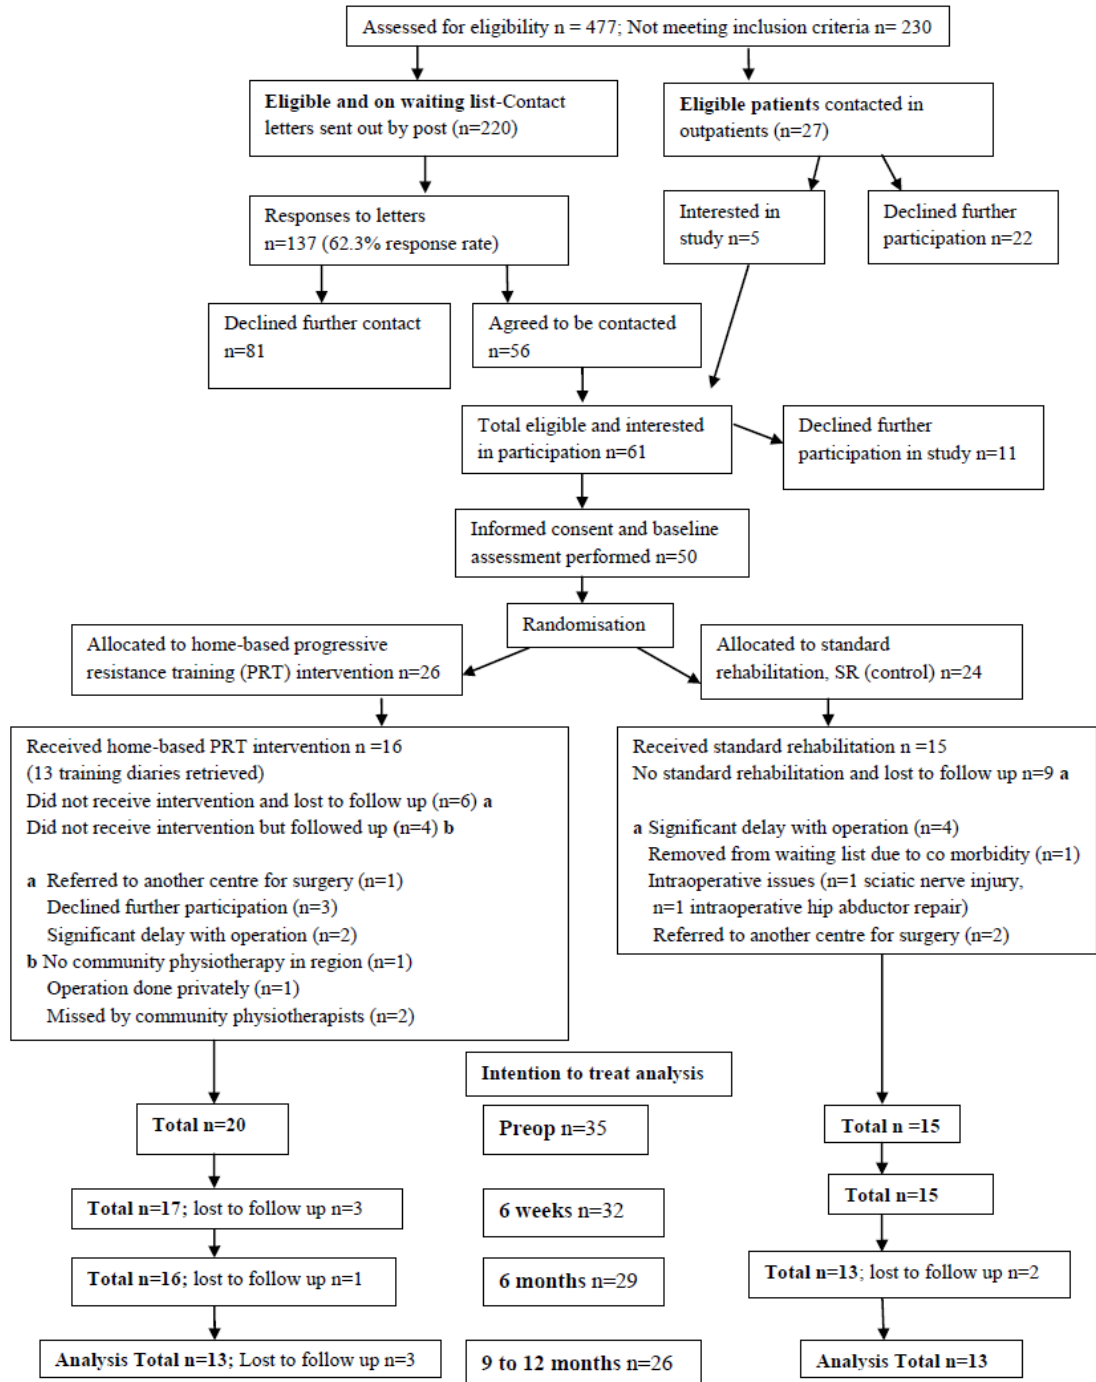 Assessed for eligibility n = 477; Not meeting inclusion criteria n= 230
Eligible and on waiting list-Contact
letters sent out by post (n=220)
Eligible patients contacted in
outpatients (n=27)
Responses to letters
n=137 (62.3% response rate)
Interested in
study n=5
Declined further
participation n=22
Declined further contact
n=81
Agreed to be contacted
n=56
Total eligible and interested
in participation n=61
Declined further
participation in study n=11
Informed consent and baseline
assessment performed n=50
Randomisation
Allocated to home-based progressive
resistance training (PRT) intervention n=26
Allocated to standard
rehabilitation, SR (control) n=24
Received home-based PRT intervention n =16
(13 training diaries retrieved)
Did not receive intervention and lost to follow up (n=6) a
Did not receive intervention but followed up (n=4) b
a Referred to another centre for surgery (n=1)
Declined further participation (n=3)
Significant delay with operation (n=2)
b No community physiotherapy in region (n=1)
Operation done privately (n=1)
Missed by community physiotherapists (n=2)
Received standard rehabilitation n =15
No standard rehabilitation and lost to follow up n=9 a
a Significant delay with operation (n=4)
Removed from waiting list due to co morbidity (n=1)
Intraoperative issues (n=1 sciatic nerve injury,
n=1 intraoperative hip abductor repair)
Referred to another centre for surgery (n=2)
Intention to treat analysis
Total n=20
Preop n=35
Total n =15
Total n=17; lost to follow up n=3
6 weeks n=32
Total n=15
Total n=16; lost to follow up n=1
6 months n=29
Total n=13; lost to follow up n=2
Analysis Total n=13; Lost to follow up n=3
9 to 12 months n=26
Analysis Total n=13